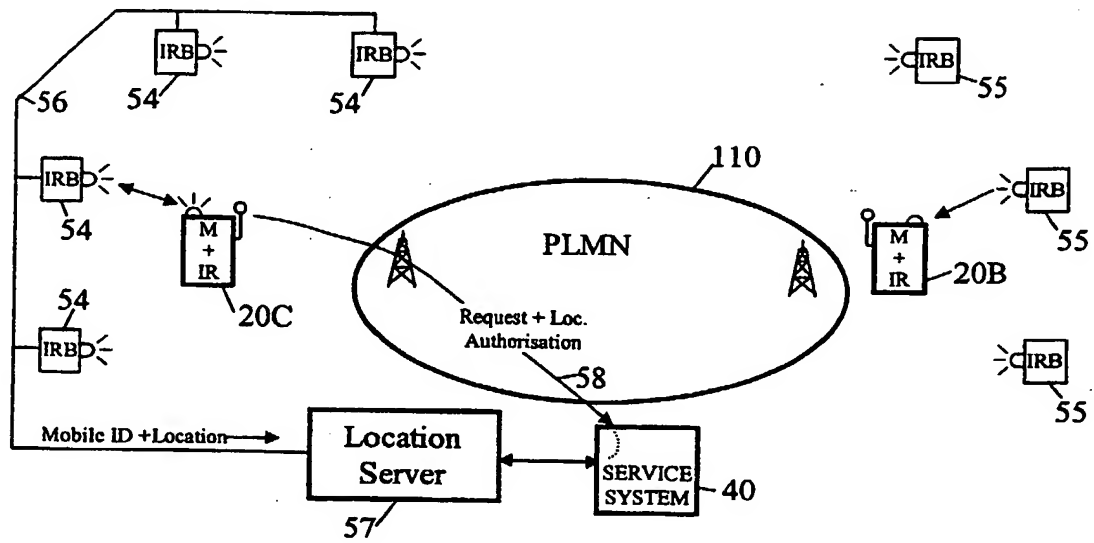 IRB
54
IRB
54
IRB
55
56
110
IRB
54
M
+
IR
20C
PLMN
M
+
IR
20B
IRB
55
54
IRB
Request + Loc.
Authorisation
58
IRB
55
Mobile ID +Location
Location
Server
57
SERVICE
SYSTEM
40